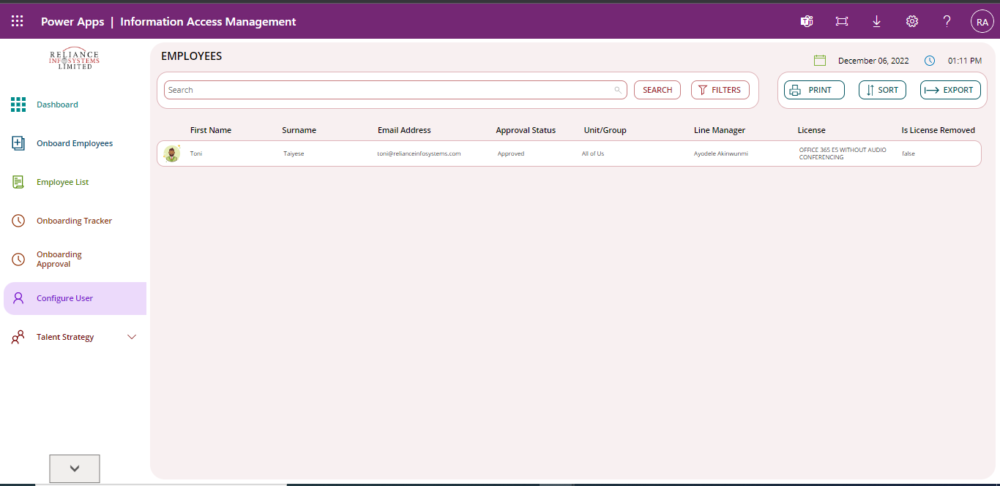 Power Apps | Information Access Management
RA
RELIANCE
INFOSYSTEMS
LIMITED
EMPLOYEES
December 06, 2022
01:11 PM
Search
SEARCH
FILTERS
PRINT
SORT
EXPORT
Dashboard
Onboard Employees
Employee List
Onboarding Tracker
Onboarding
Approval
Configure User
Talent Strategy
First Name Surname Email Address Approval Status Unit/Group Line Manager License Is License Removed
Toni Taiyese toni@relianceinfosystems.com Approved All of Us Ayodele Akinwunmi OFFICE 365 E5 WITHOUT AUDIO false
CONFERENCING